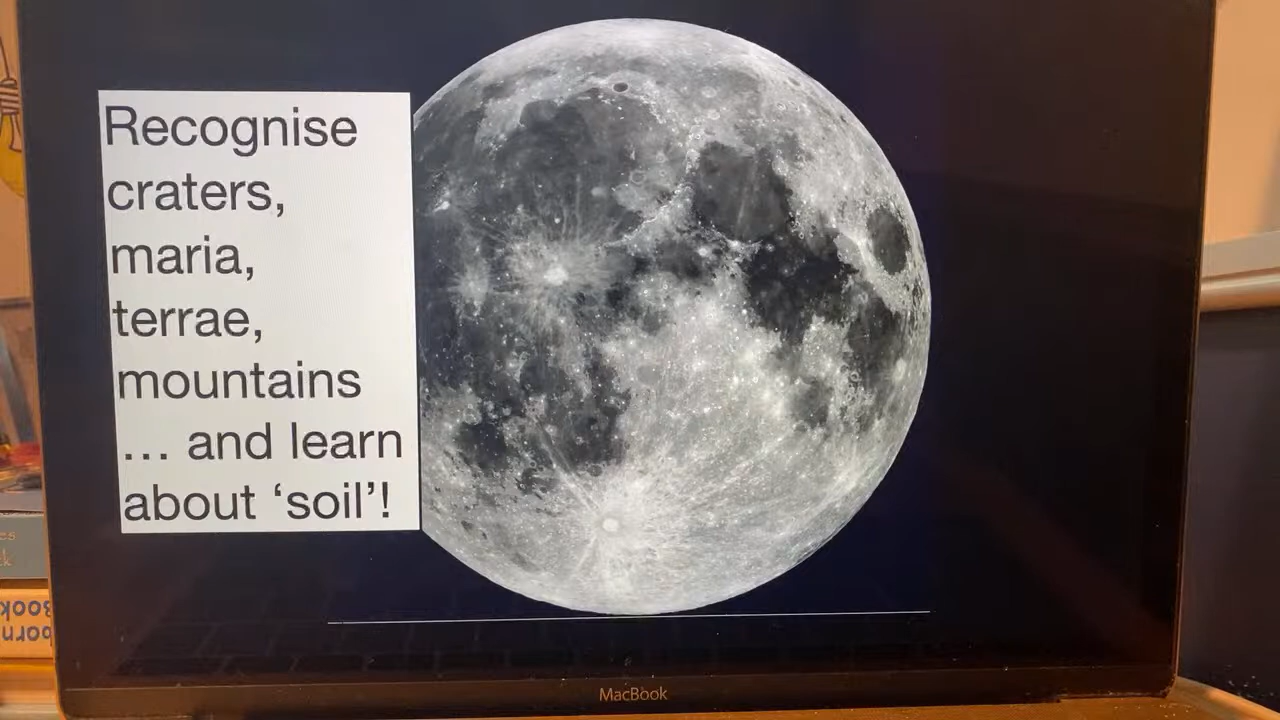 Recognise
craters,
maria,
terrae,
mountains
… and learn
about ‘soil’!
MacBook